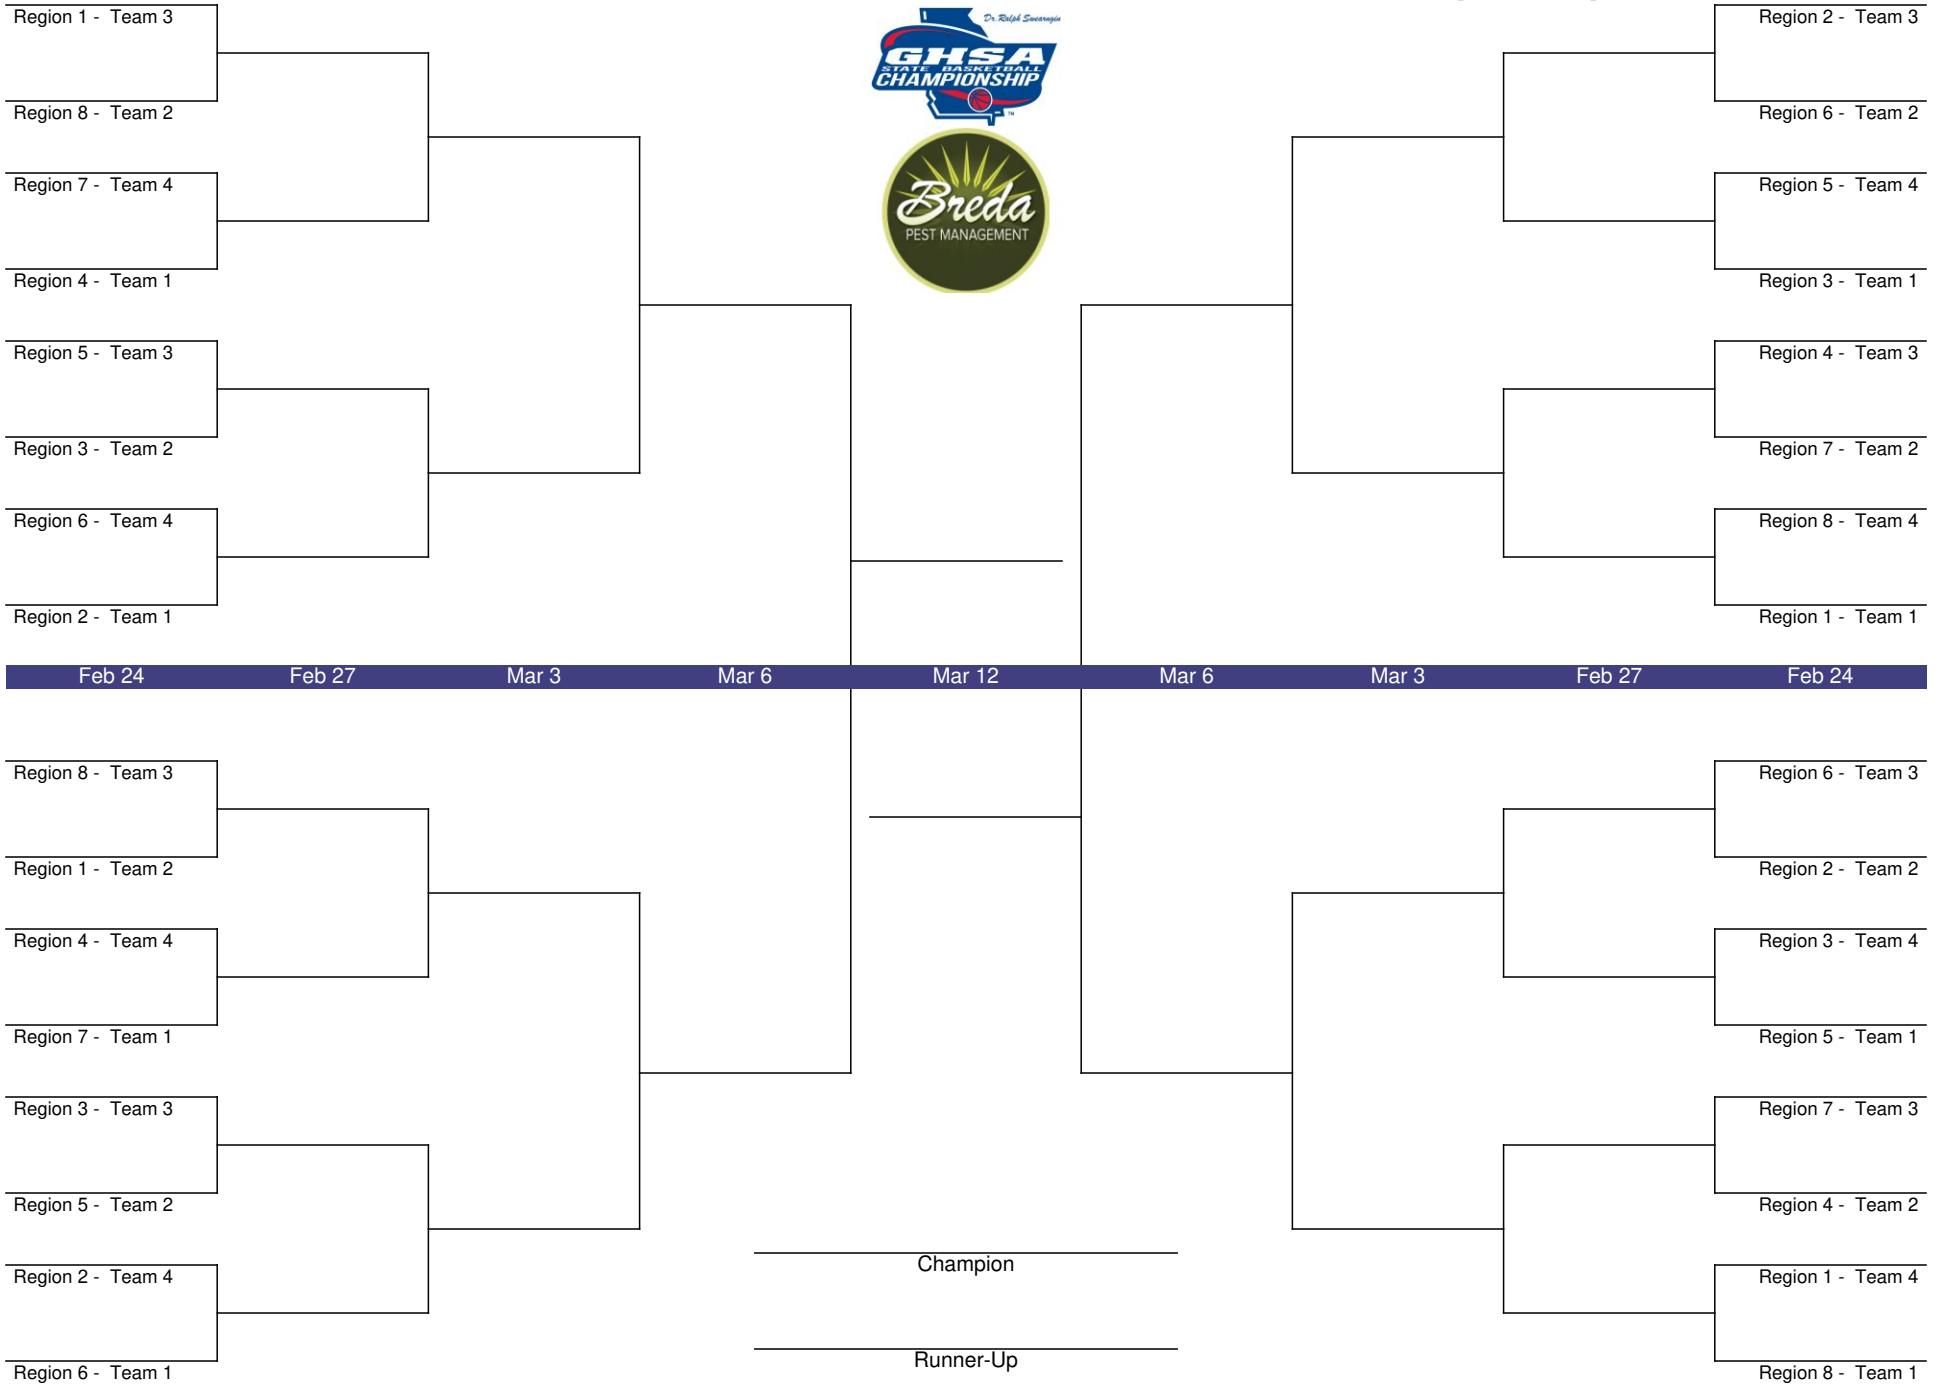 Region 1 - Team 3
Region 8 - Team 2
Region 7 - Team 4
Region 4 - Team 1
Region 5 - Team 3
Region 3 - Team 2
Region 6 - Team 4
Region 2 - Team 1
Dr. Ralph Swearngin
GHSA
STATE BASKETBALL
CHAMPIONSHIP
TM
Breda
PEST MANAGEMENT
Region 2 - Team 3
Region 6 - Team 2
Region 5 - Team 4
Region 3 - Team 1
Region 4 - Team 3
Region 7 - Team 2
Region 8 - Team 4
Region 1 - Team 1
Feb 24 Feb 27 Mar 3 Mar 6 Mar 12 Mar 6 Mar 3 Feb 27 Feb 24
Region 8 - Team 3
Region 1 - Team 2
Region 4 - Team 4
Region 7 - Team 1
Region 3 - Team 3
Region 5 - Team 2
Region 2 - Team 4
Region 6 - Team 1
Champion
Runner-Up
Region 6 - Team 3
Region 2 - Team 2
Region 3 - Team 4
Region 5 - Team 1
Region 7 - Team 3
Region 4 - Team 2
Region 1 - Team 4
Region 8 - Team 1